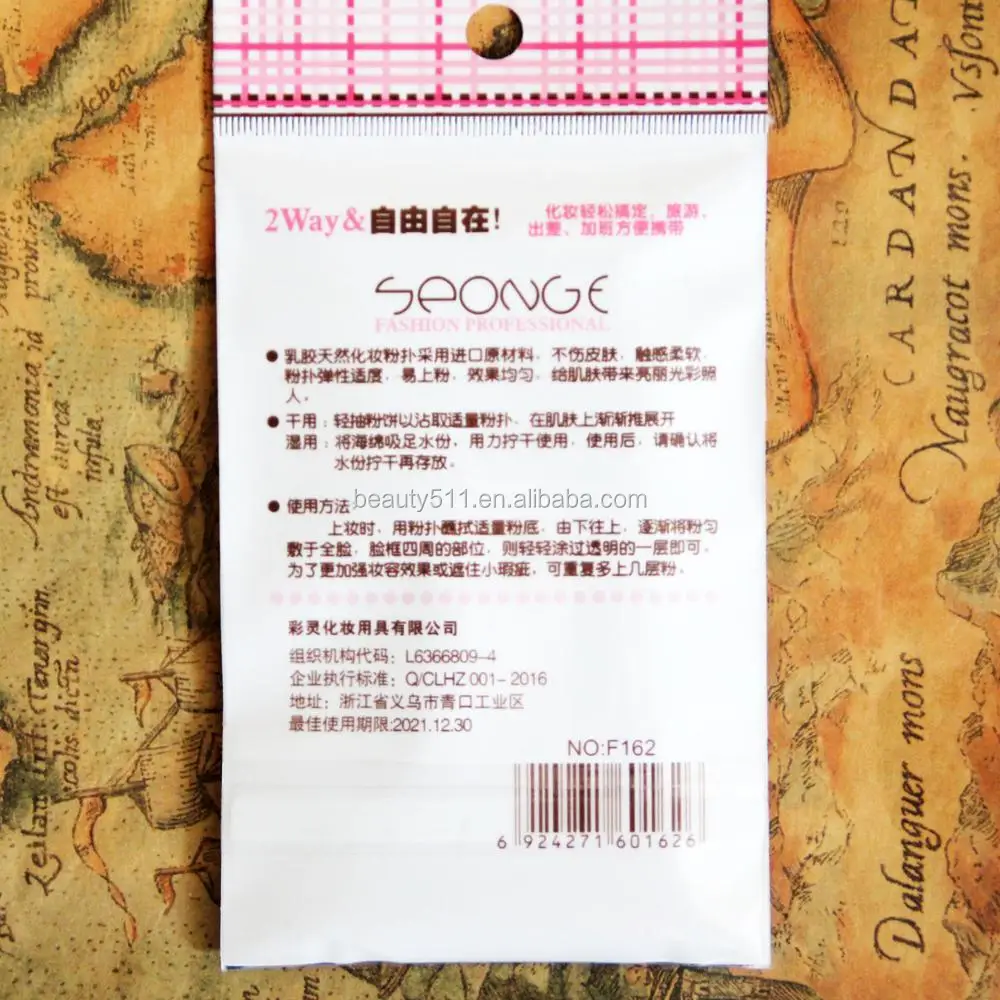 2Way&自由自在!
化妆轻松搞定，旅游、
出差、加班方便携带
SPONGE
FASHION PROFESSIONAL
● 乳胶天然化妆粉扑采用进口原材料，不伤皮肤，触感柔软，
粉扑弹性适度，易上粉，效果均匀，给肌肤带来亮丽光彩照
人。
● 干用：轻抽粉饼以沾取适量粉扑，在肌肤上渐渐推展开
湿用：将海绵吸足水份，用力拧干使用，使用后，请确认将
水份拧干再存放。
beauty511.en.alibaba.com
● 使用方法
上妆时，用粉扑蘸拭适量粉底，由下往上，逐渐将粉匀
敷于全脸，脸框四周的部位，则轻轻涂过透明的一层即可，
为了更加强妆容效果或遮住小瑕疵，可重复多上几层粉。
彩灵化妆用具有限公司
组织机构代码：L6366809-4
企业执行标准：Q/CLHZ 001-2016
地址：浙江省义乌市青口工业区
最佳使用期限:2021.12.30
NO:F162
6 924271 601626
CARDANDA
Vsſont
Naugracot mons.
Dalanguer mons